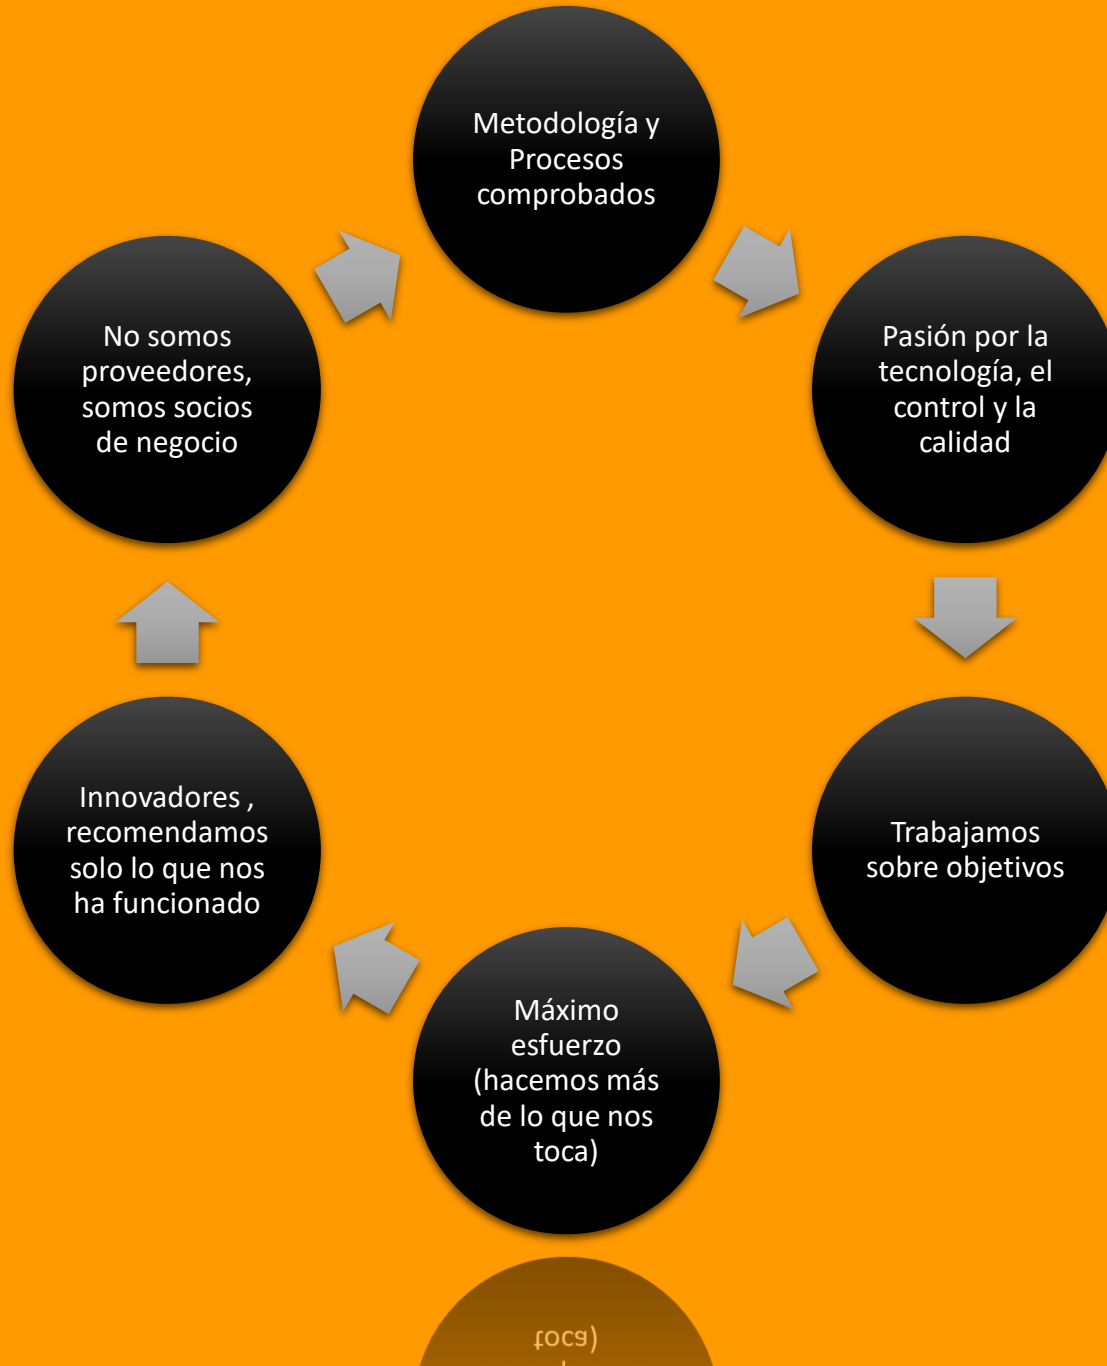 Metodología y
Procesos
comprobados
Pasión por la
tecnología, el
control y la
calidad
Trabajamos
sobre objetivos
Máximo
esfuerzo
(hacemos más
de lo que nos
toca)
Innovadores ,
recomendamos
solo lo que nos
ha funcionado
No somos
proveedores,
somos socios
de negocio
toca)